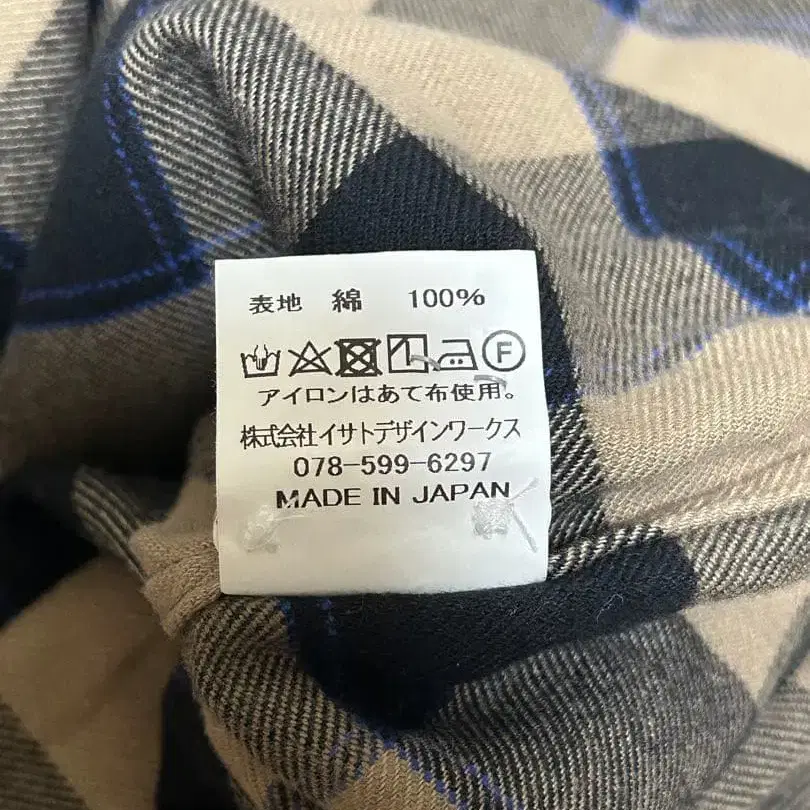 表地 綿 100%
F
アイロンはあて布使用。
株式会社イサトデザインワークス
078-599-6297
MADE IN JAPAN